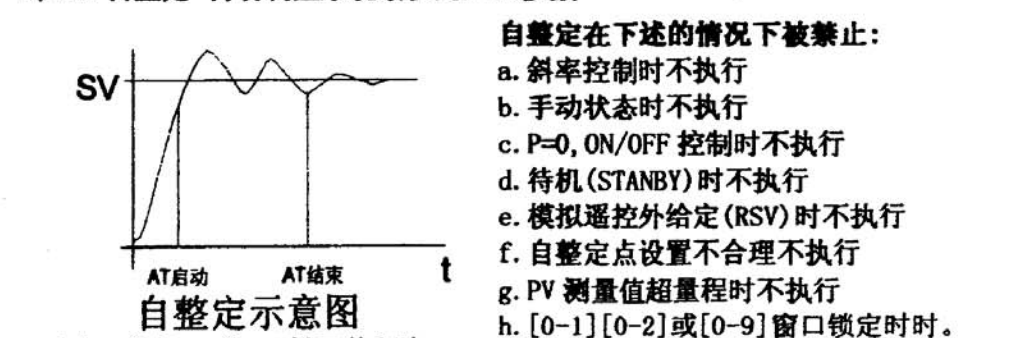 SV
AT启动
AT结束
t
自整定示意图
自整定在下述的情况下被禁止:
a.斜率控制时不执行
b.手动状态时不执行
c.P=0,ON/OFF 控制时不执行
d.待机(STANBY)时不执行
e.模拟遥控外给定(RSV)时不执行
f.自整定点设置不合理不执行
g.PV 测量值超量程时不执行
h.[0-1][0-2]或[0-9]窗口锁定时时。